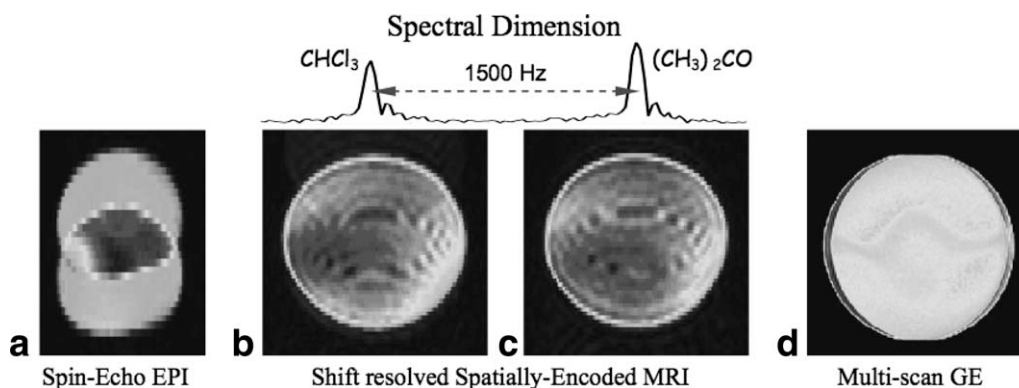 Spectral Dimension
CHCl₃
1500 Hz
(CH₃)₂CO
a
b
c
d
Spin-Echo EPI
Shift resolved Spatially-Encoded MRI
Multi-scan GE